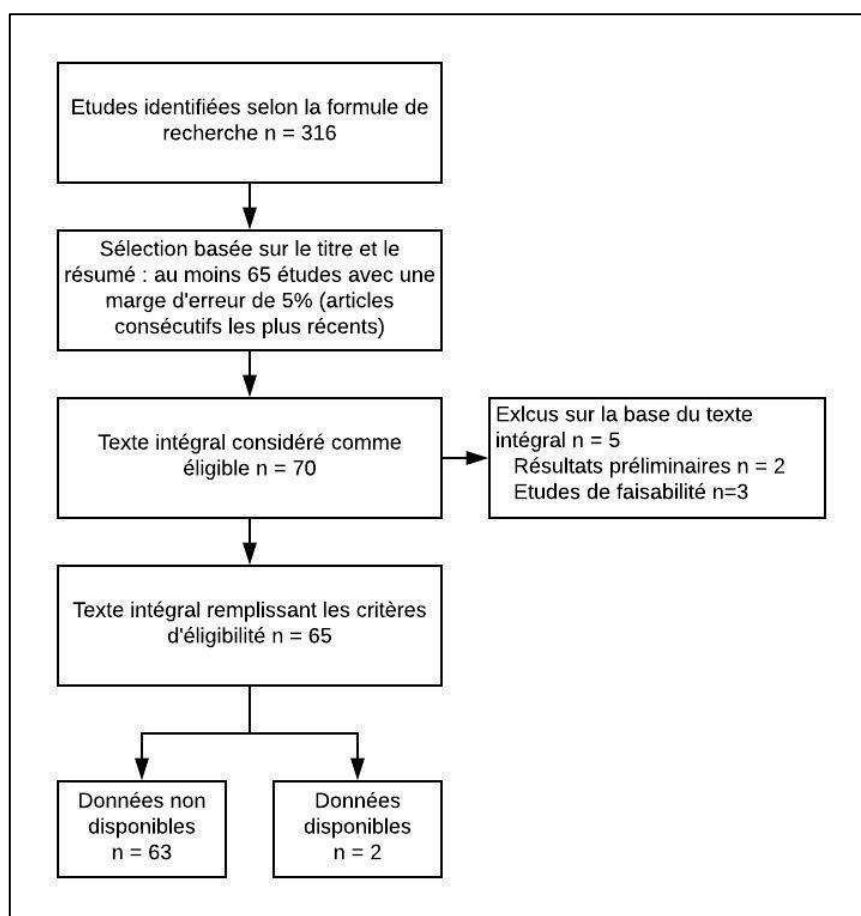 Etudes identifiées selon la formule de
recherche n = 316
Sélection basée sur le titre et le
résumé : au moins 65 études avec une
marge d'erreur de 5% (articles
consécutifs les plus récents)
Texte intégral considéré comme
éligible n = 70
Exlcus sur la base du texte
intégral n = 5
Résultats préliminaires n = 2
Etudes de faisabilité n=3
Texte intégral remplissant les critères
d'éligibilité n = 65
Données non
disponibles
n = 63
Données
disponibles
n = 2